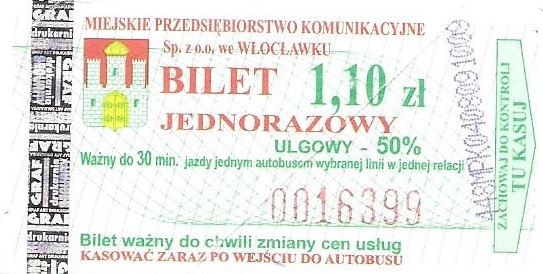 MIEJSKIE PRZEDSIĘBIORSTWO KOMUNIKACYJNE
Sp. z o.o. we WŁOCŁAWKU
BILET 1,10 zł
JEDNORAZOWY
ULGOWY - 50%
Ważny do 30 min. jazdy jednym autobusem wybranej linii w jednej relacji
0016399
Bilet ważny do chwili zmiany cen usług
KASOWAĆ ZARAZ PO WEJŚCIU DO AUTOBUSU
ZACHOWAJ DO KONTROLI
TU KASUJ